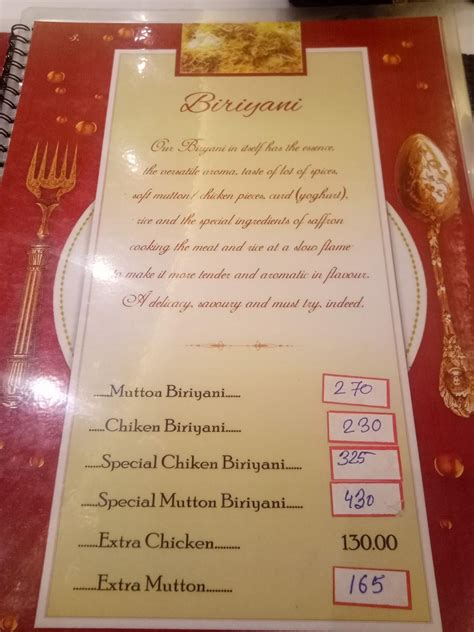 Biriyani
Our Biryani in itself has the essence,
the versatile aroma, taste of lot of spices,
soft mutton / chicken pieces, curd (yoghurt),
rice and the special ingredients of saffron
cooking the meat and rice at a slow flame
to make it more tender and aromatic in flavour.
A delicacy, savoury and must try, indeed.
......Mutton Biriyani...... 270
......Chiken Biriyani...... 230
......Special Chiken Biriyani...... 325
......Special Mutton Biriyani...... 430
.......Extra Chicken......... 130.00
.......Extra Mutton......... 165